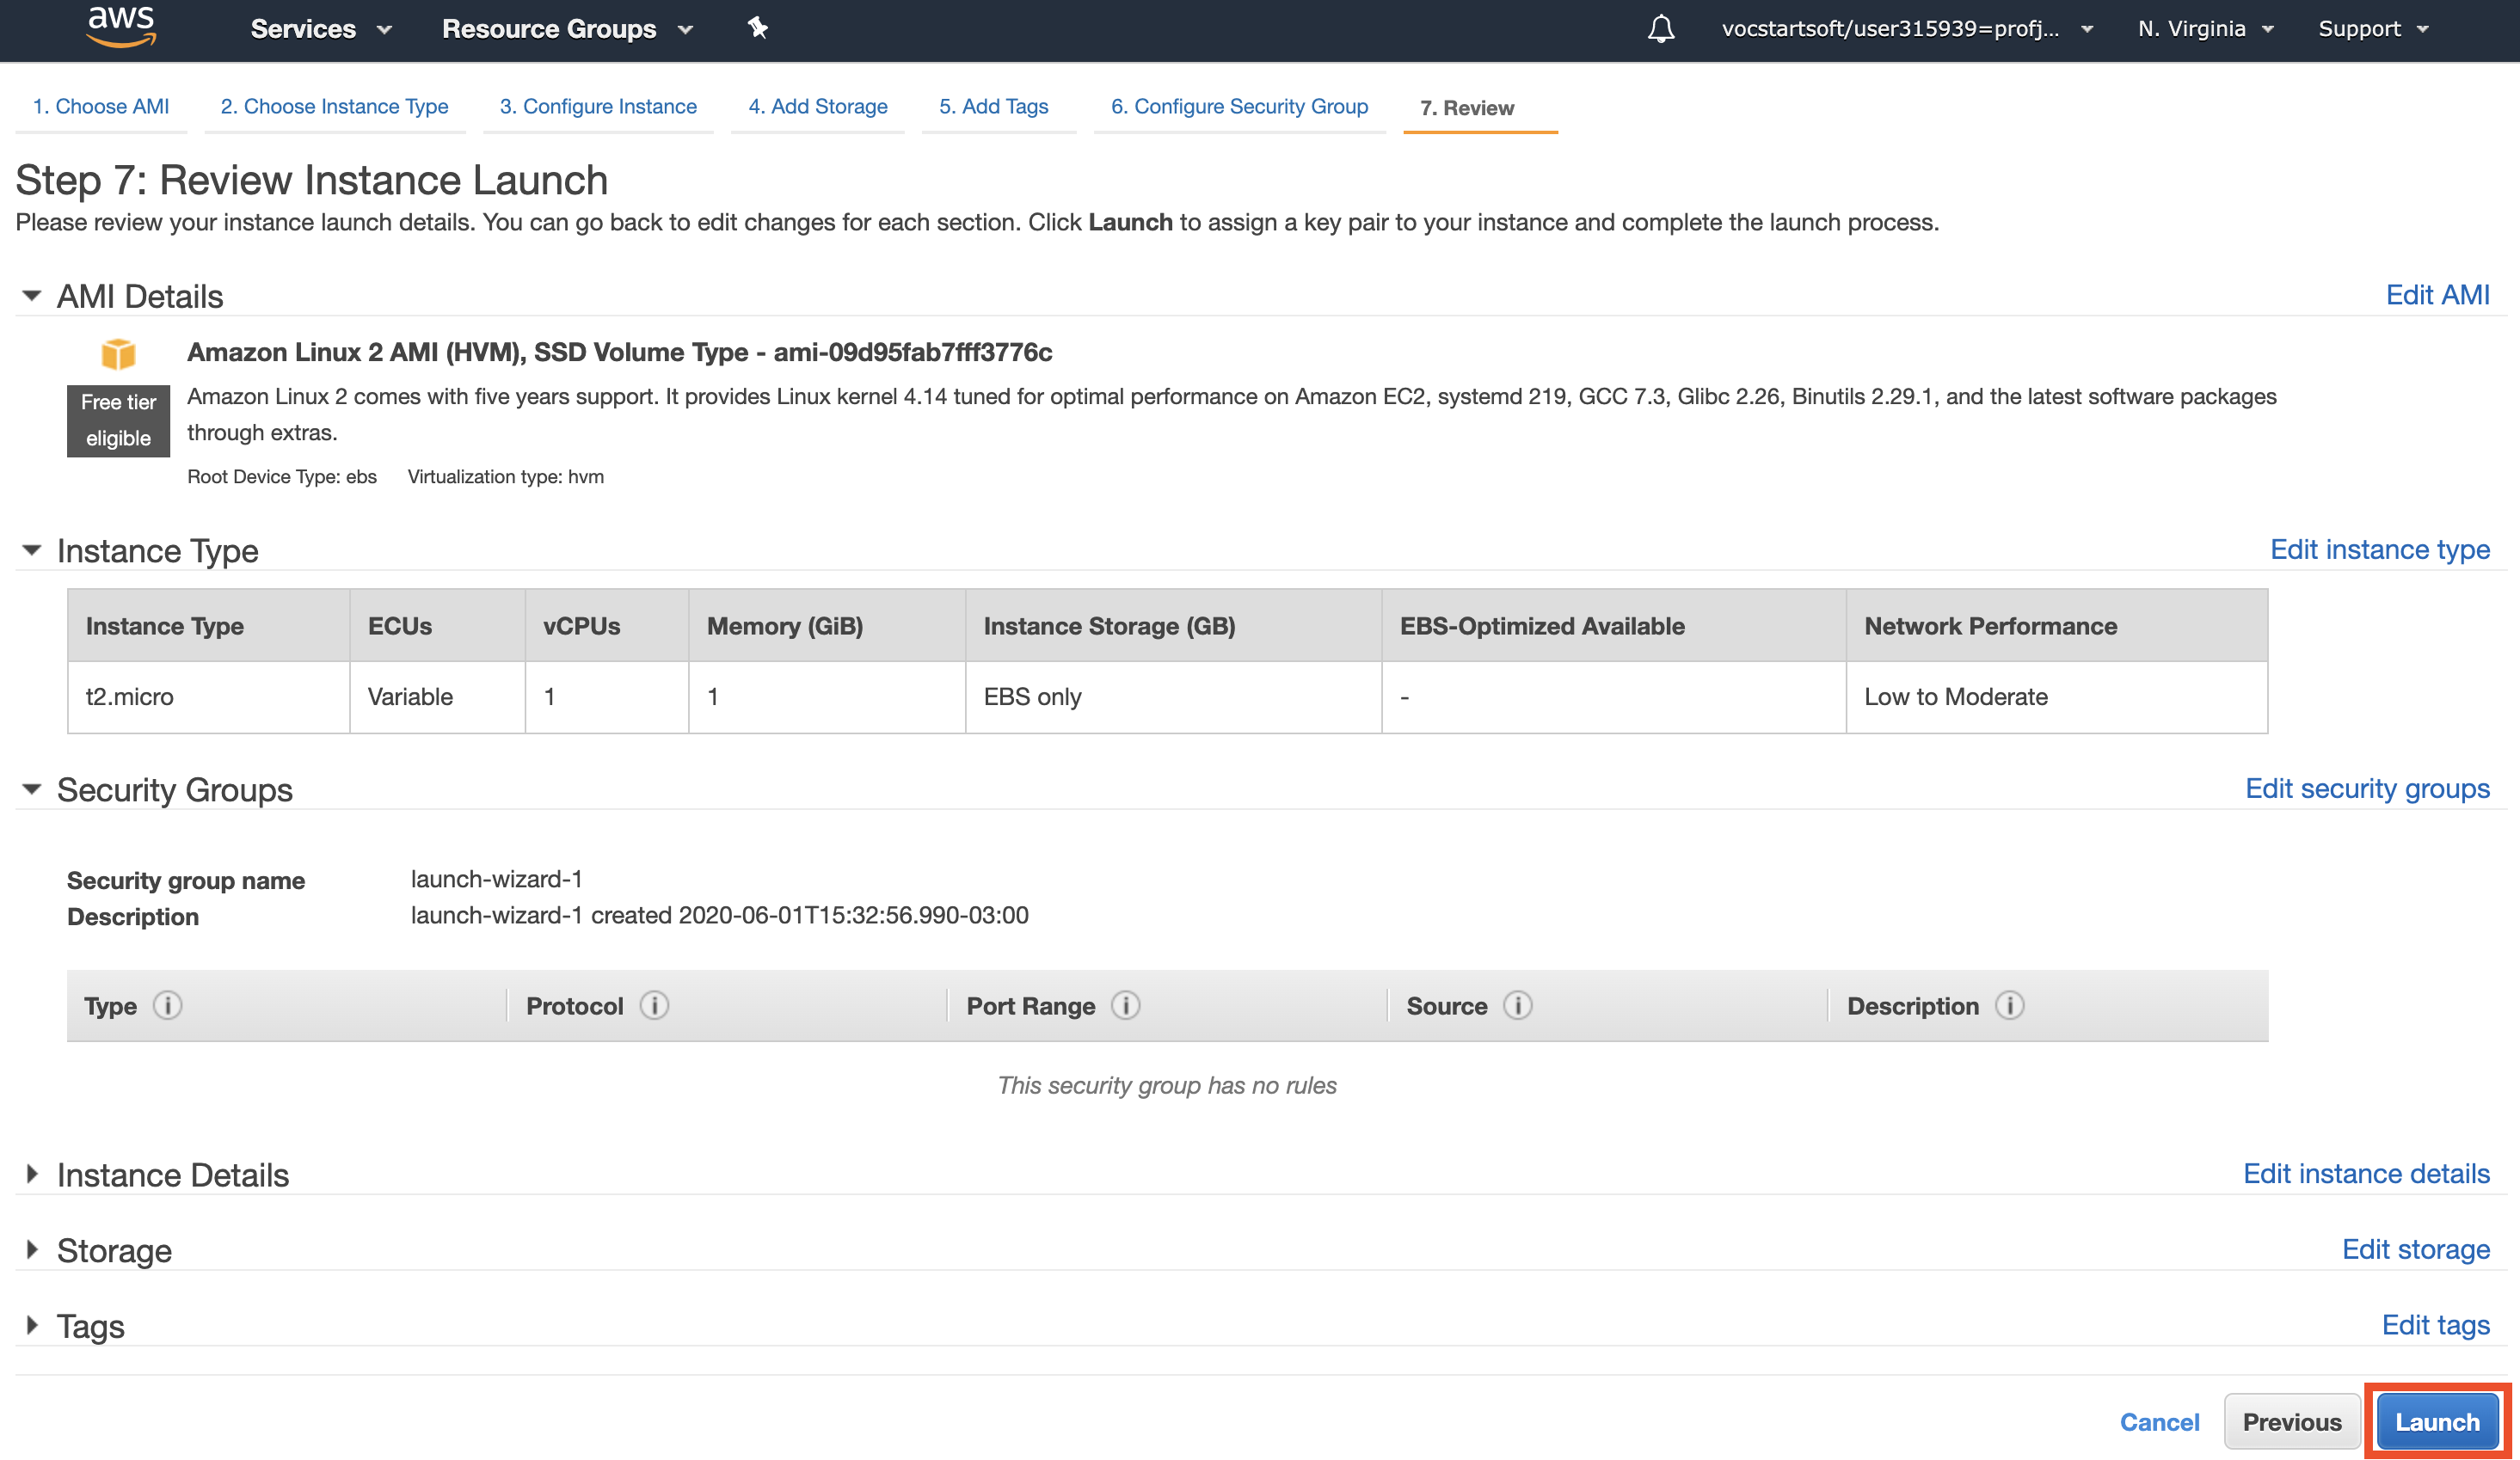 aws Services Resource Groups vocstartsoft/user315939=profj... N. Virginia Support
1. Choose AMI 2. Choose Instance Type 3. Configure Instance 4. Add Storage 5. Add Tags 6. Configure Security Group 7. Review
Step 7: Review Instance Launch
Please review your instance launch details. You can go back to edit changes for each section. Click Launch to assign a key pair to your instance and complete the launch process.
AMI Details Edit AMI
Amazon Linux 2 AMI (HVM), SSD Volume Type - ami-09d95fab7fff3776c
Free tier
eligible
Amazon Linux 2 comes with five years support. It provides Linux kernel 4.14 tuned for optimal performance on Amazon EC2, systemd 219, GCC 7.3, Glibc 2.26, Binutils 2.29.1, and the latest software packages
through extras.
Root Device Type: ebs Virtualization type: hvm
Instance Type Edit instance type
Instance Type ECUs vCPUs Memory (GiB) Instance Storage (GB) EBS-Optimized Available Network Performance
t2.micro Variable 1 1 EBS only - Low to Moderate
Security Groups Edit security groups
Security group name launch-wizard-1
Description launch-wizard-1 created 2020-06-01T15:32:56.990-03:00
Type i Protocol i Port Range i Source i Description i
This security group has no rules
Instance Details Edit instance details
Storage Edit storage
Tags Edit tags
Cancel Previous Launch